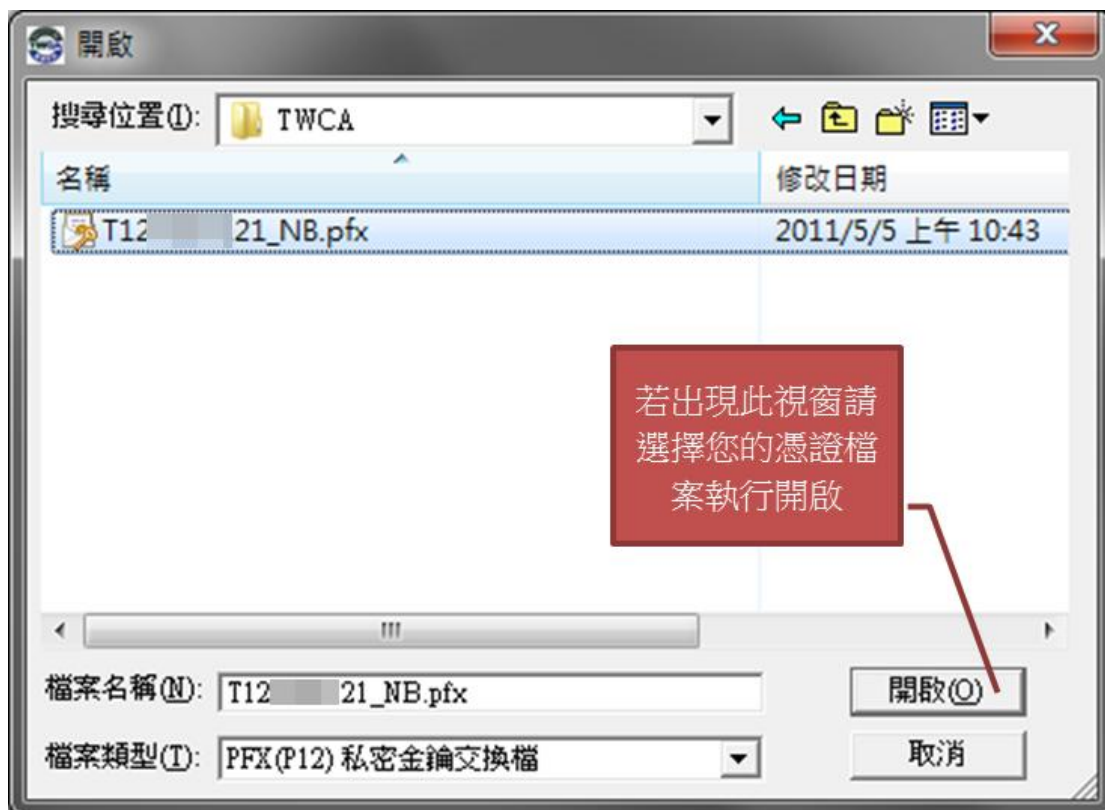 開啟
搜尋位置(I): TWCA
名稱 修改日期
T12 21_NB.pfx 2011/5/5 上午 10:43
若出現此視窗請
選擇您的憑證檔
案執行開啟
檔案名稱(N): T12 21_NB.pfx 開啟(O)
檔案類型(T): PFX(P12) 私密金鑰交換檔 取消